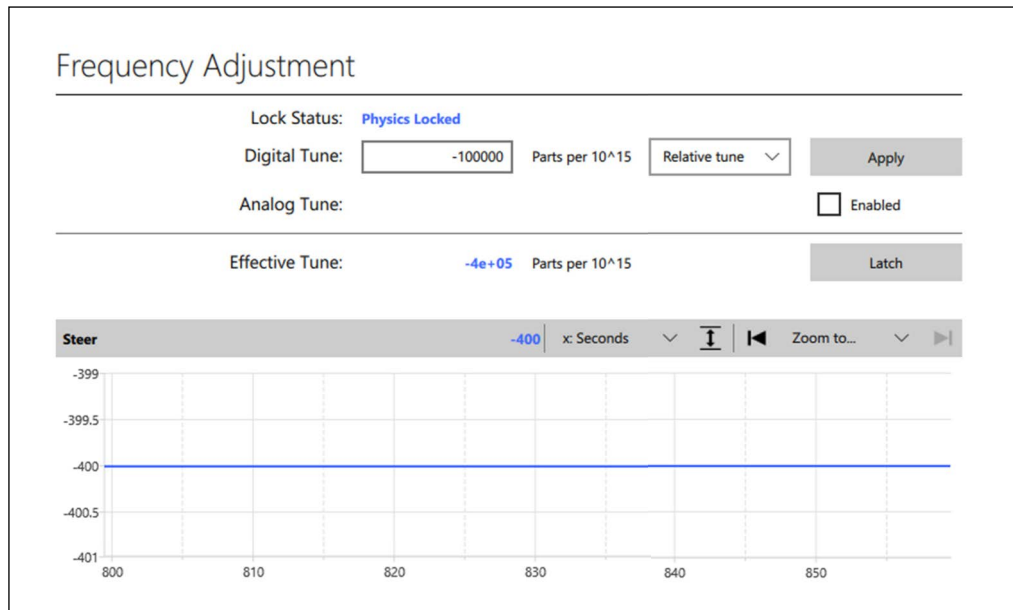 Frequency Adjustment
Lock Status: Physics Locked
Digital Tune: -100000 Parts per 10^15 Relative tune Apply
Analog Tune: Enabled
Effective Tune: -4e+05 Parts per 10^15 Latch
Steer -400 x: Seconds Zoom to...
-399
-399.5
-400
-400.5
-401
800 810 820 830 840 850